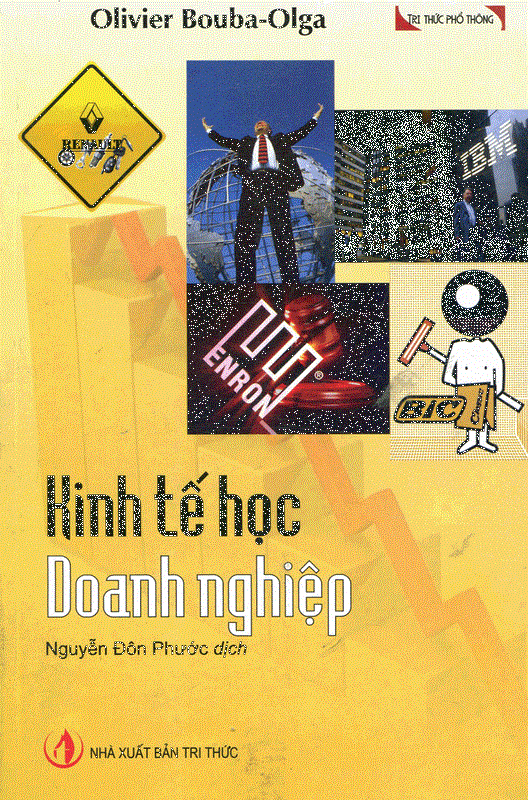 Olivier Bouba-Olga
TRI THỨC PHỔ THÔNG
RENAULT
IBM
ENRON
®
BIC
Kinh tế học
Doanh nghiệp
Nguyễn Đôn Phước dịch
NHÀ XUẤT BẢN TRI THỨC